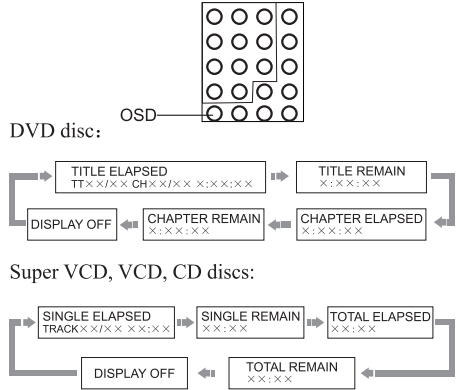 OSD
DVD disc:
TITLE ELAPSED
TT××/×× CH××/×× ×:××:××
TITLE REMAIN
×:××:××
CHAPTER ELAPSED
×:××:××
CHAPTER REMAIN
×:××:××
DISPLAY OFF
Super VCD, VCD, CD discs:
SINGLE ELAPSED
TRACK××/×× ××:××
SINGLE REMAIN
××:××
TOTAL ELAPSED
××:××
TOTAL REMAIN
××:××
DISPLAY OFF